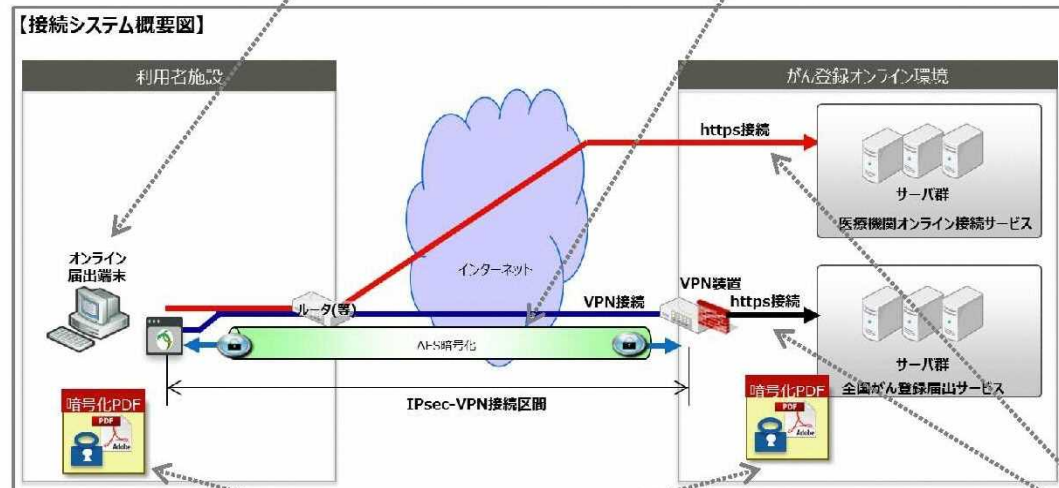 【接続システム概要図】
利用者施設
がん登録オンライン環境
https接続
サーバ群
医療機関オンライン接続サービス
オンライン
届出端末
インターネット
ルータ(等)
VPN接続
VPN装置
https接続
AES暗号化
サーバ群
全国がん登録届出サービス
IPsec-VPN接続区間
暗号化PDF
PDF
Adobe
暗号化PDF
PDF
Adobe